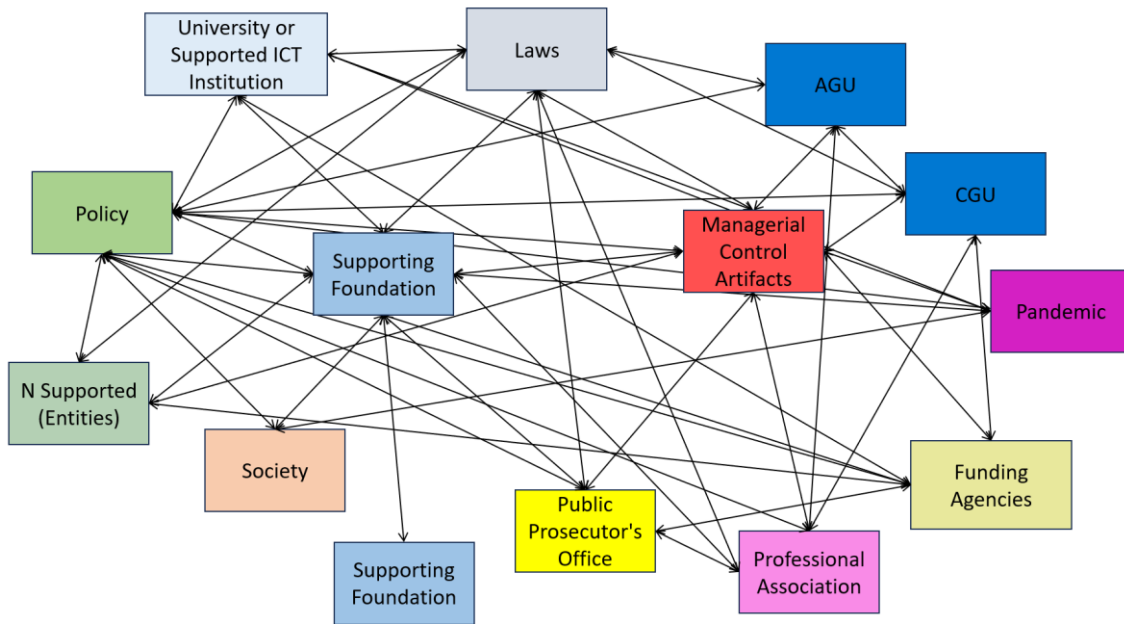 University or
Supported ICT
Institution
Laws
AGU
CGU
Policy
Supporting
Foundation
Managerial
Control
Artifacts
Pandemic
N Supported
(Entities)
Society
Funding
Agencies
Public
Prosecutor's
Office
Professional
Association
Supporting
Foundation